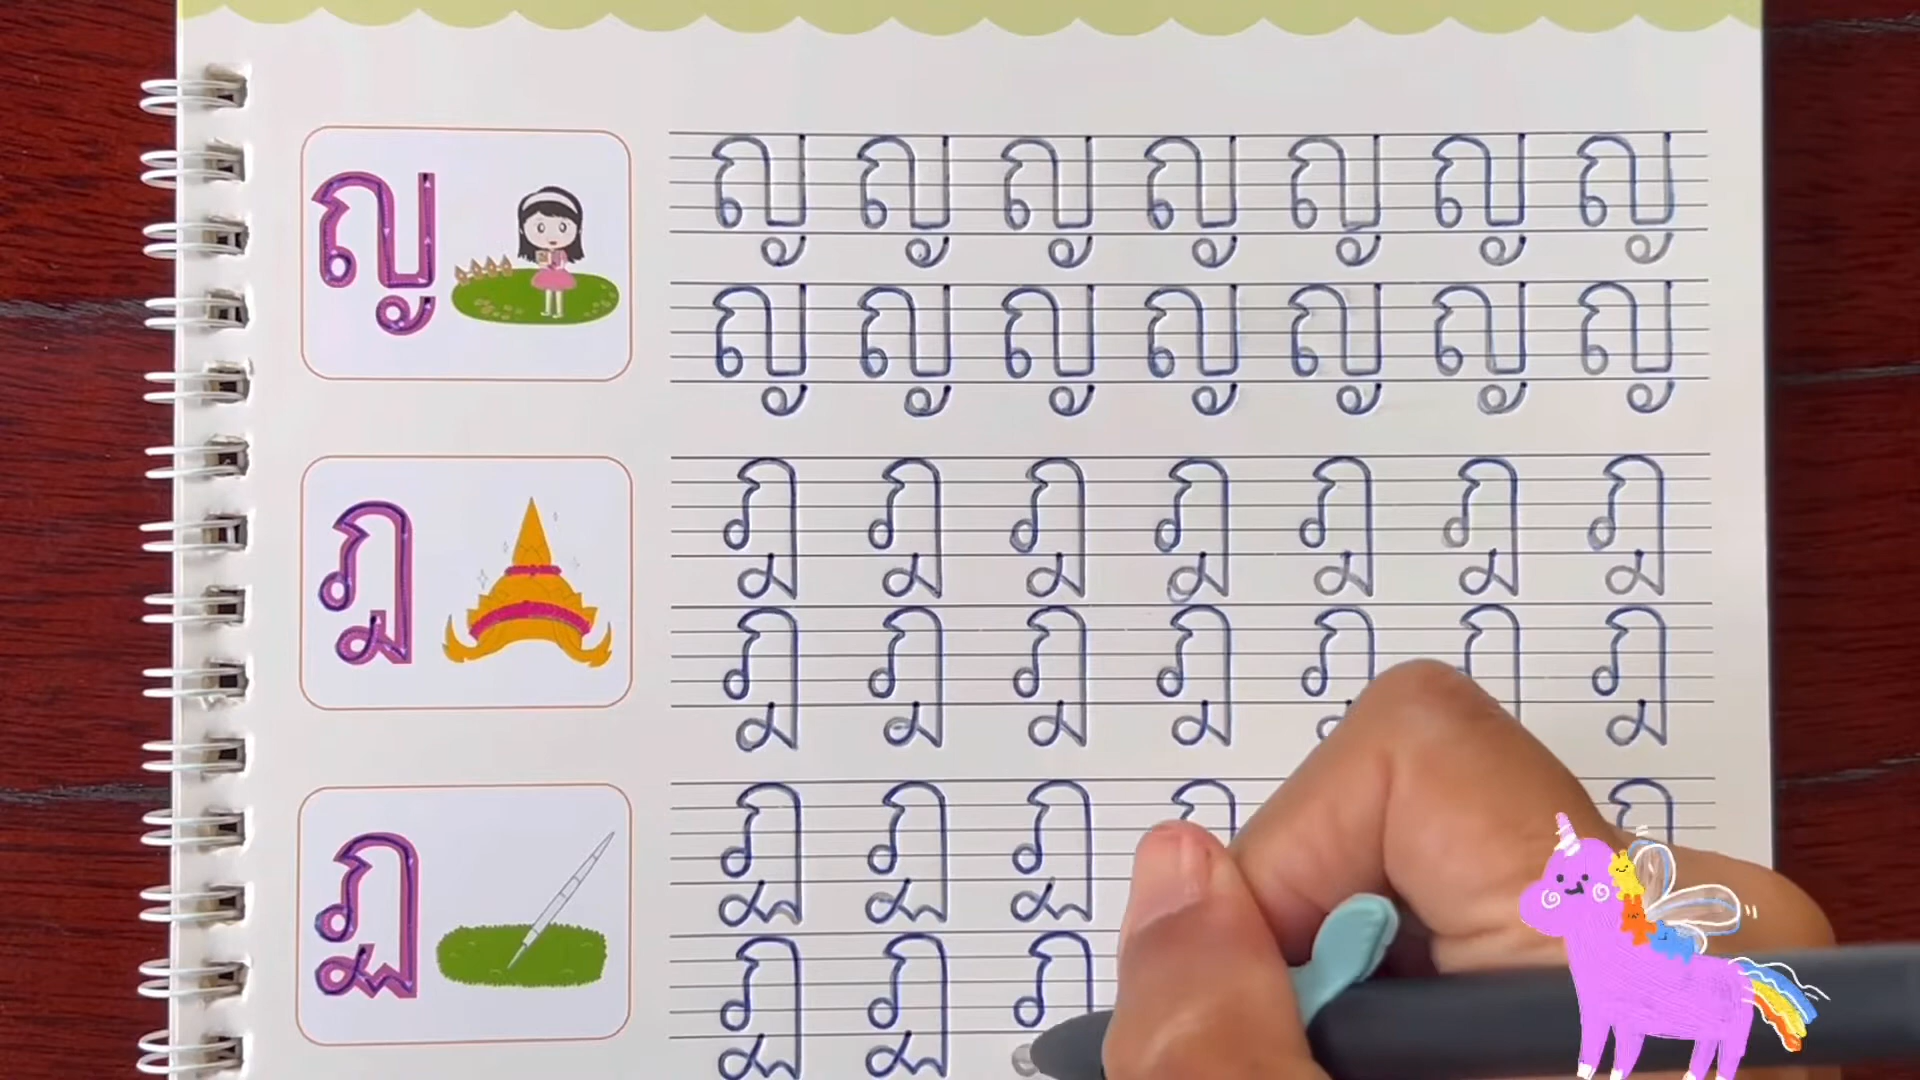 ญ ญ ญ ญ ญ ญ ญ ญ
ญ ญ ญ ญ ญ ญ ญ
ฎ ฎ ฎ ฎ ฎ ฎ ฎ ฎ
ฎ ฎ ฎ ฎ ฎ ฎ ฎ
ฏ ฏ ฏ ฏ
ฏ ฏ